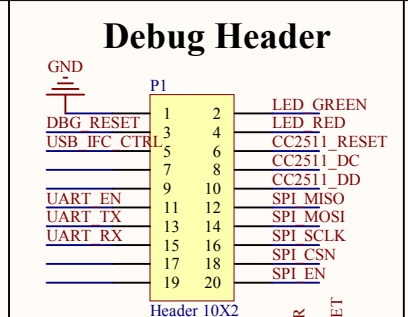 Debug Header
GND
P1
1 2 LED_GREEN
DBG_RESET 3 4 LED_RED
USB_IFC_CTRL 5 6 CC2511_RESET
7 8 CC2511_DC
9 10 CC2511_DD
UART_EN 11 12 SPI_MISO
UART_TX 13 14 SPI_MOSI
UART_RX 15 16 SPI_SCLK
17 18 SPI_CSN
19 20 SPI_EN
Header 10X2
R
ET